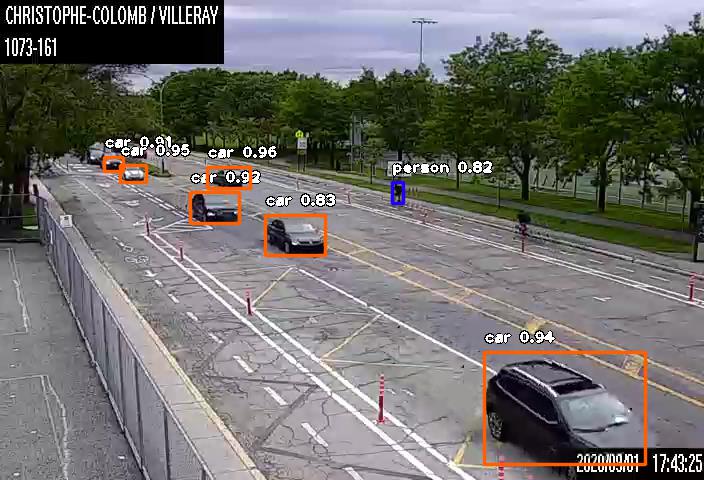 CHRISTOPHE-COLOMB / VILLERAY
1073-161
car 0.91
car 0.95
car 0.96
person 0.82
car 0.92
car 0.83
car 0.94
2020/09/01 17:43:25